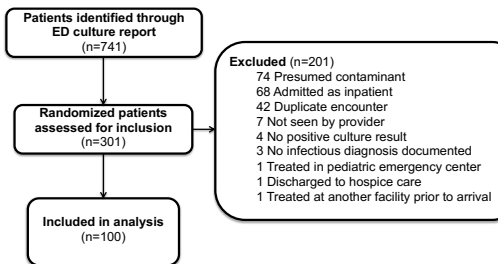 Patients identified through
ED culture report
(n=741)
Randomized patients
assessed for inclusion
(n=301)
Included in analysis
(n=100)
Excluded (n=201)
74 Presumed contaminant
68 Admitted as inpatient
42 Duplicate encounter
7 Not seen by provider
4 No positive culture result
3 No infectious diagnosis documented
1 Treated in pediatric emergency center
1 Discharged to hospice care
1 Treated at another facility prior to arrival